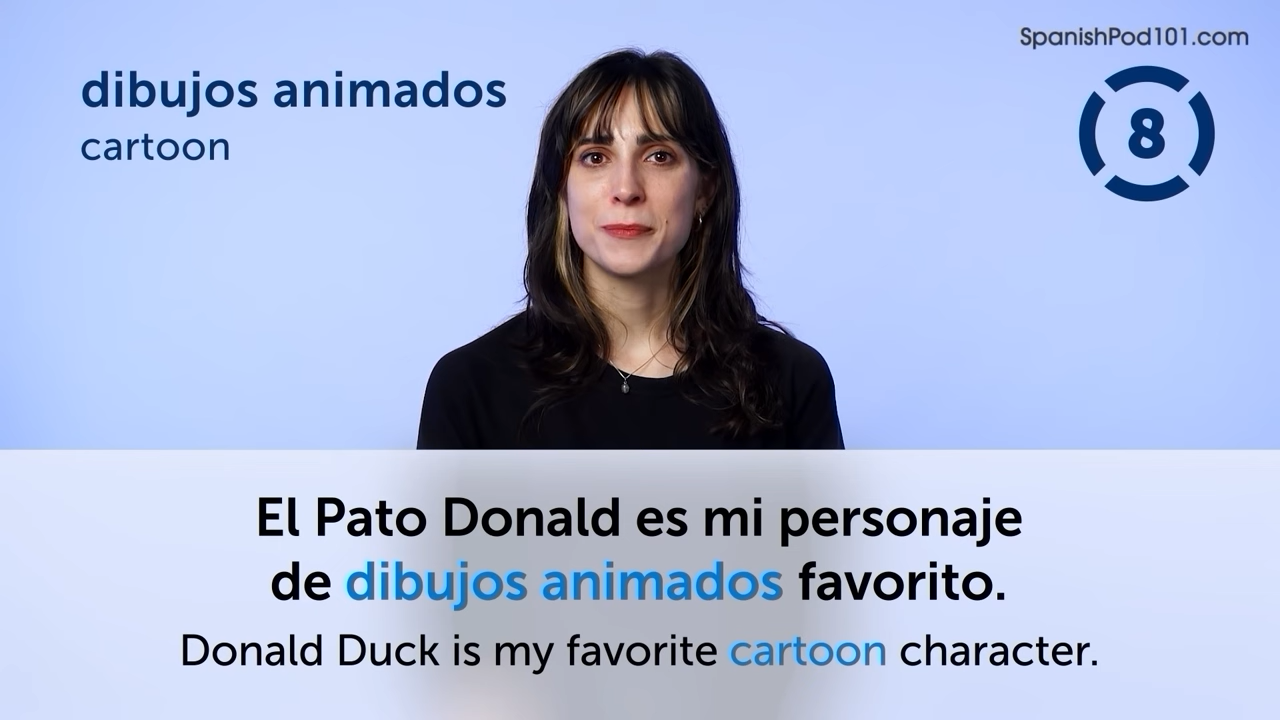 SpanishPod101.com
dibujos animados
cartoon
8
El Pato Donald es mi personaje
de dibujos animados favorito.
Donald Duck is my favorite cartoon character.